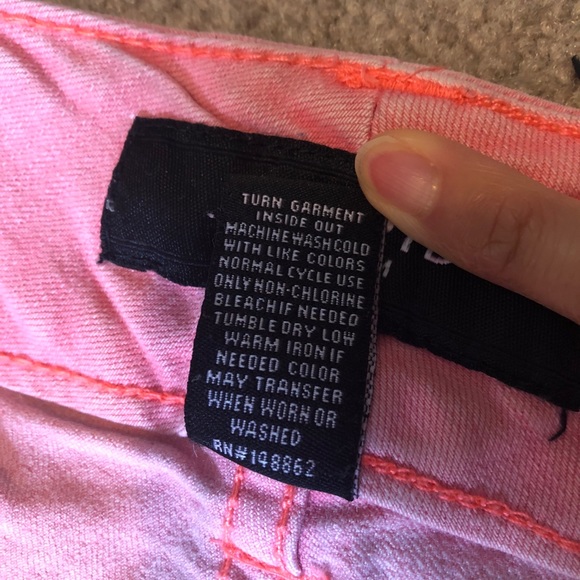 TURN GARMENT
INSIDE OUT
MACHINE WASH COLD
WITH LIKE COLORS
NORMAL CYCLE USE
ONLY NON-CHLORINE
BLEACH IF NEEDED
TUMBLE DRY LOW
WARM IRON IF
NEEDED COLOR
MAY TRANSFER
WHEN WORN OR
WASHED
RN#148862